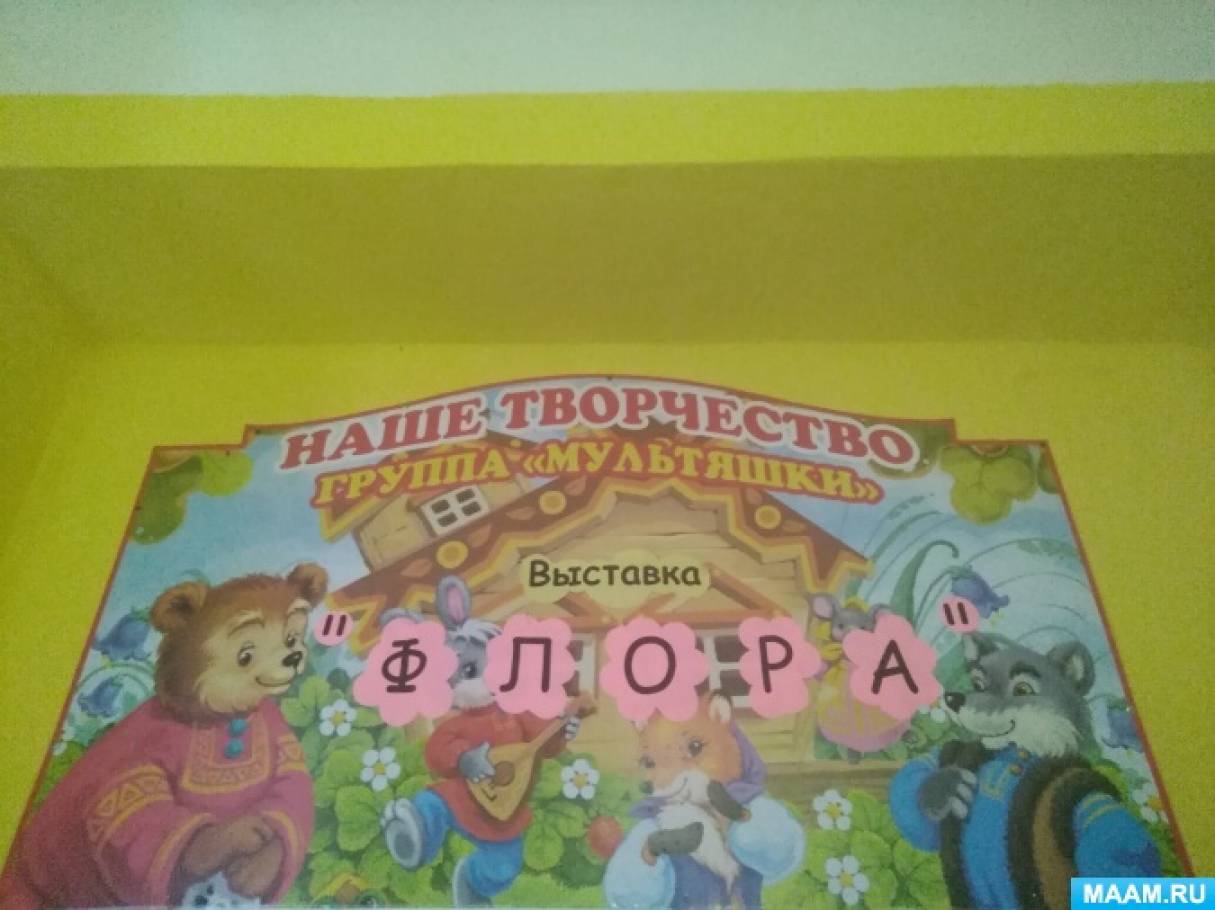 НАШЕ ТВОРЧЕСТВО
ГРУППА «МУЛЬТЯШКИ»
Выставка
"ФЛОРА"
MAAM.RU